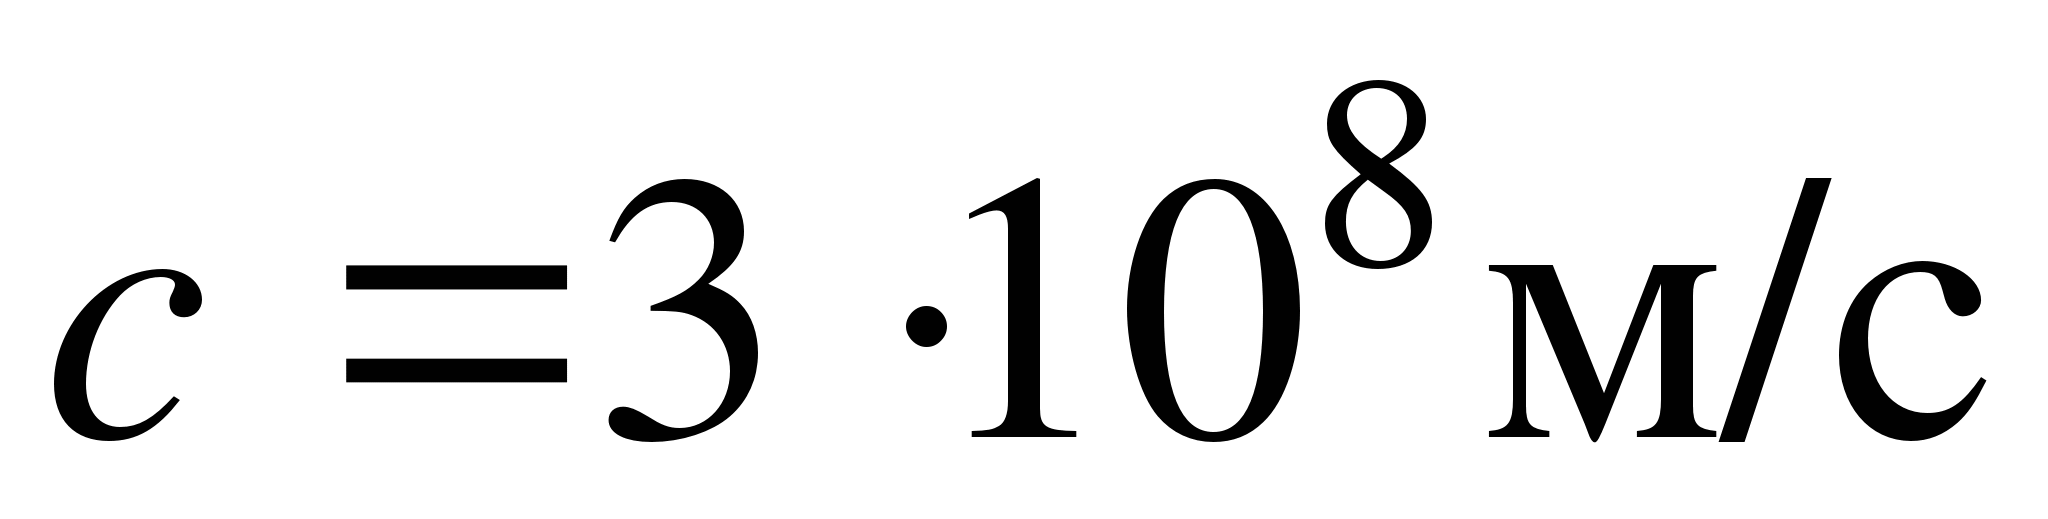 c = 3 · 10⁸ м/с